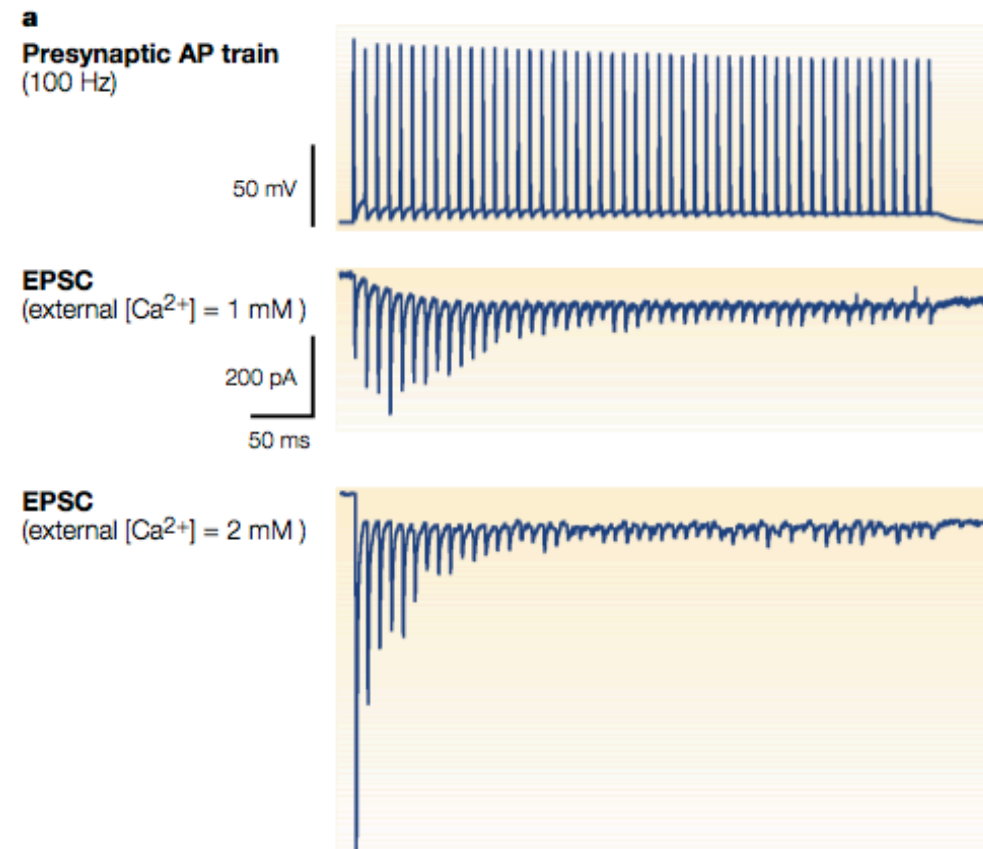 a
Presynaptic AP train
(100 Hz)
50 mV
EPSC
(external [Ca2+] = 1 mM )
200 pA
50 ms
EPSC
(external [Ca2+] = 2 mM )